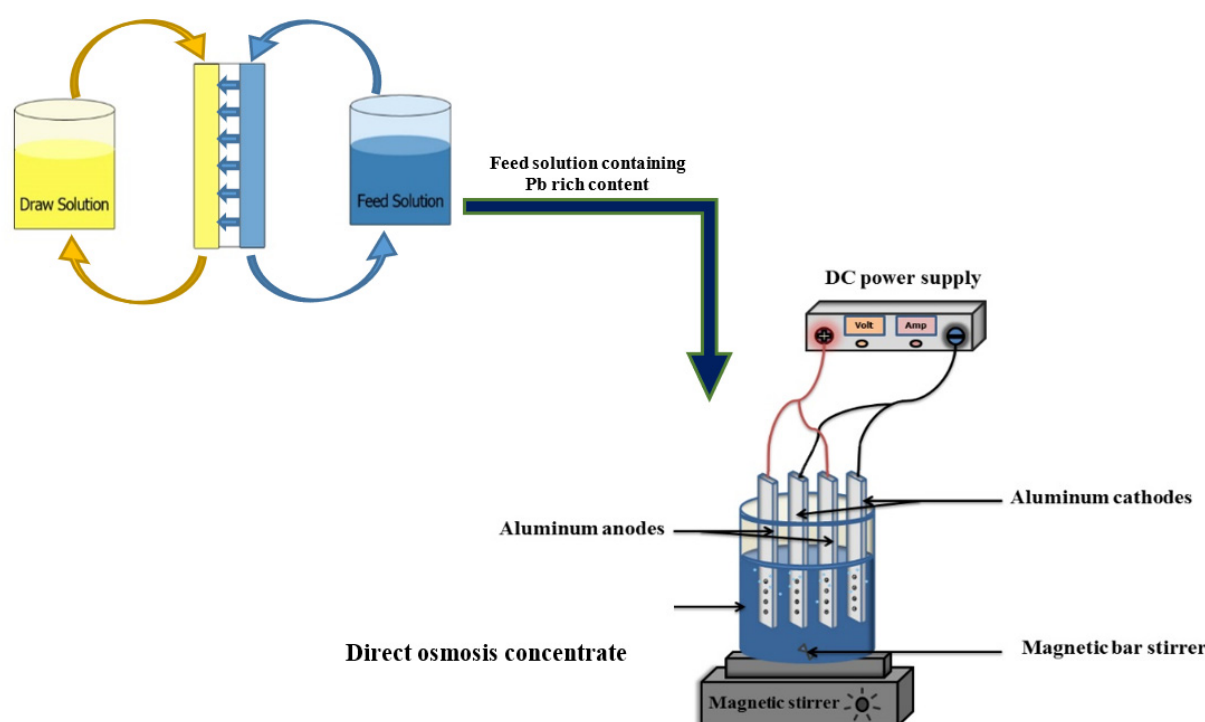 Draw Solution
Feed Solution
Feed solution containing
Pb rich content
DC power supply
Volt
Amp
Aluminum anodes
Aluminum cathodes
Direct osmosis concentrate
Magnetic bar stirrer
Magnetic stirrer